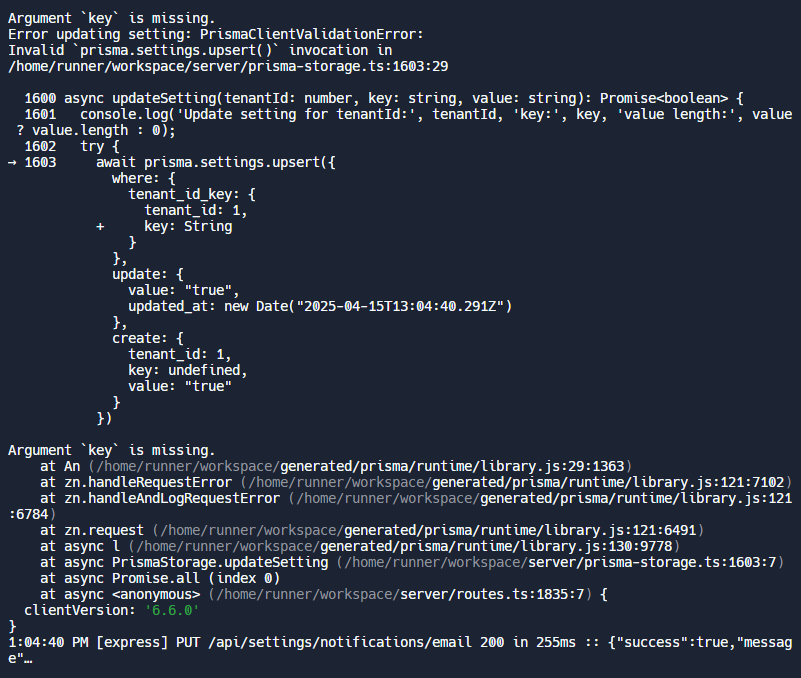 Argument `key` is missing.
Error updating setting: PrismaClientValidationError:
Invalid `prisma.settings.upsert()` invocation in
/home/runner/workspace/server/prisma-storage.ts:1603:29

  1600 async updateSetting(tenantId: number, key: string, value: string): Promise<boolean> {
  1601   console.log('Update setting for tenantId:', tenantId, 'key:', key, 'value length:', value
 ? value.length : 0);
  1602   try {
→ 1603     await prisma.settings.upsert({
             where: {
               tenant_id_key: {
                 tenant_id: 1,
           +     key: String
               }
             },
             update: {
               value: "true",
               updated_at: new Date("2025-04-15T13:04:40.291Z")
             },
             create: {
               tenant_id: 1,
               key: undefined,
               value: "true"
             }
           })

Argument `key` is missing.
    at An (/home/runner/workspace/generated/prisma/runtime/library.js:29:1363)
    at zn.handleRequestError (/home/runner/workspace/generated/prisma/runtime/library.js:121:7102)
    at zn.handleAndLogRequestError (/home/runner/workspace/generated/prisma/runtime/library.js:121
:6784)
    at zn.request (/home/runner/workspace/generated/prisma/runtime/library.js:121:6491)
    at async l (/home/runner/workspace/generated/prisma/runtime/library.js:130:9778)
    at async PrismaStorage.updateSetting (/home/runner/workspace/server/prisma-storage.ts:1603:7)
    at async Promise.all (index 0)
    at async <anonymous> (/home/runner/workspace/server/routes.ts:1835:7) {
  clientVersion: '6.6.0'
}
1:04:40 PM [express] PUT /api/settings/notifications/email 200 in 255ms :: {"success":true,"messag
e"…